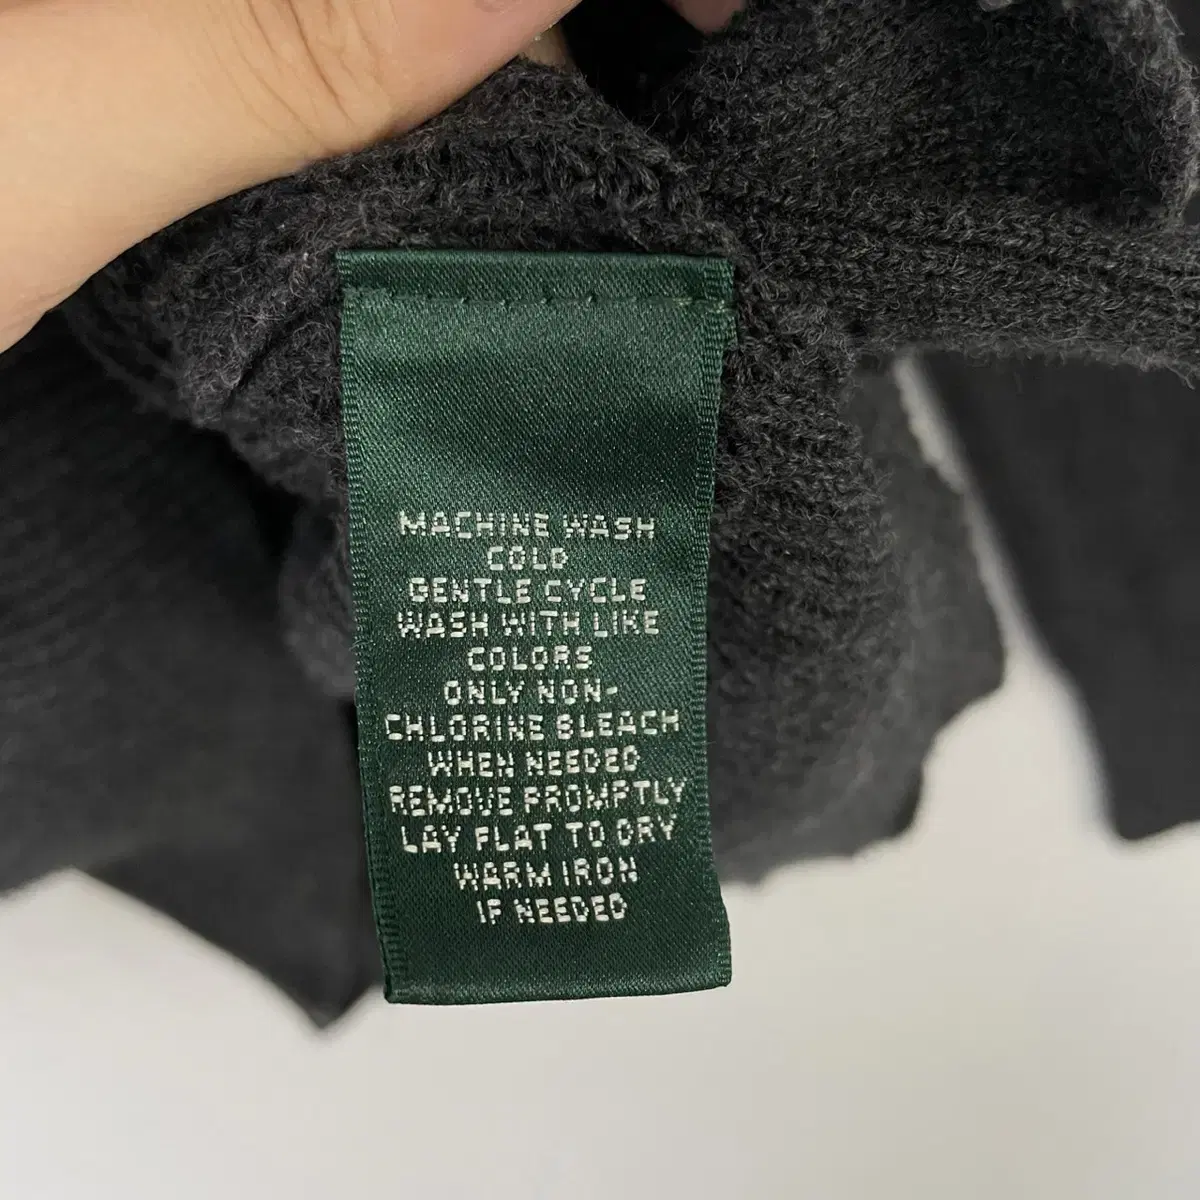 MACHINE WASH
COLD
GENTLE CYCLE
WASH WITH LIKE
COLORS
ONLY NON-
CHLORINE BLEACH
WHEN NEEDED
REMOVE PROMPTLY
LAY FLAT TO DRY
WARM IRON
IF NEEDED